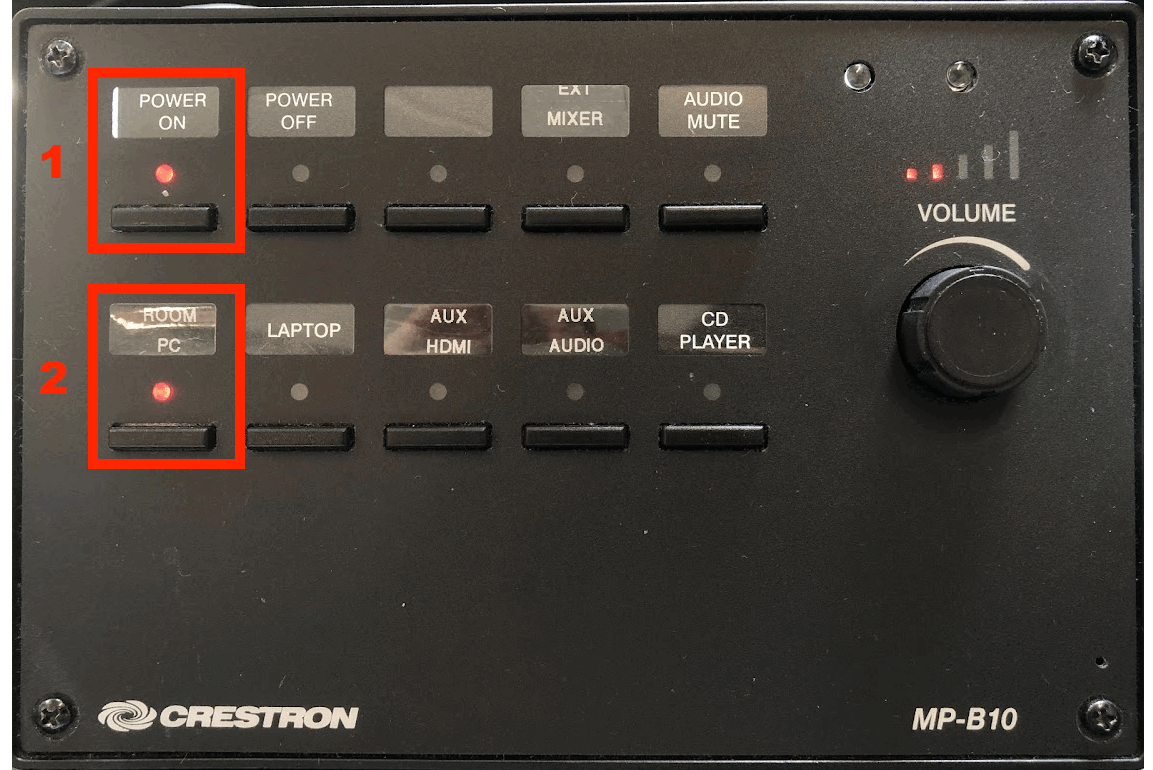 POWER
ON
POWER
OFF
EXT
MIXER
AUDIO
MUTE
1
VOLUME
ROOM
PC
LAPTOP
AUX
HDMI
AUX
AUDIO
CD
PLAYER
2
CRESTRON
MP-B10